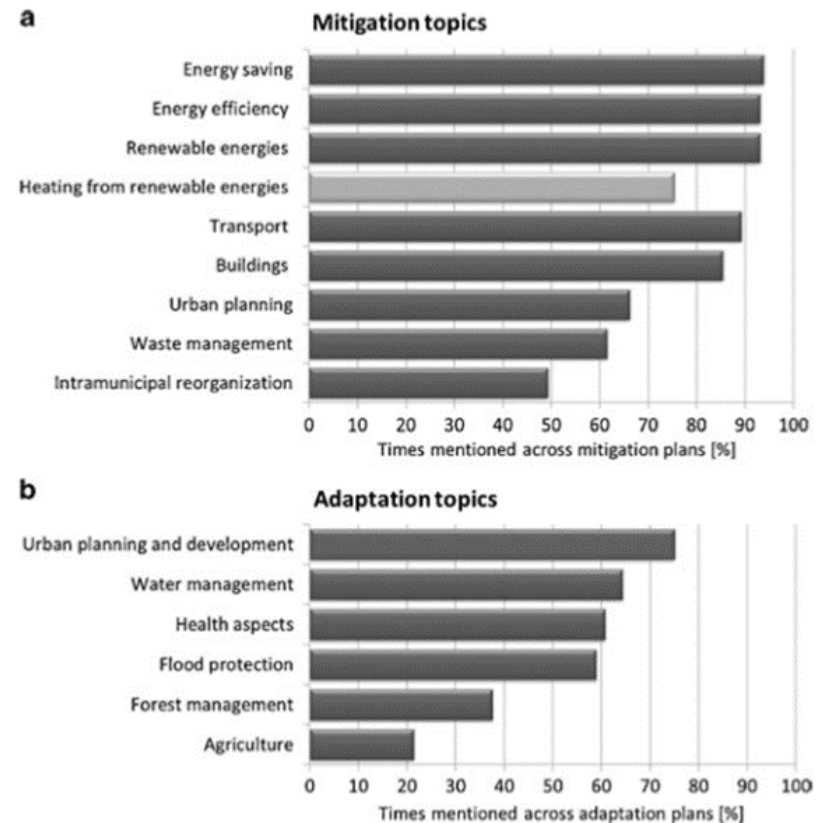 a
Mitigation topics
Energy saving
Energy efficiency
Renewable energies
Heating from renewable energies
Transport
Buildings
Urban planning
Waste management
Intramunicipal reorganization
0 10 20 30 40 50 60 70 80 90 100
Times mentioned across mitigation plans [%]
b
Adaptation topics
Urban planning and development
Water management
Health aspects
Flood protection
Forest management
Agriculture
0 10 20 30 40 50 60 70 80 90 100
Times mentioned across adaptation plans [%]